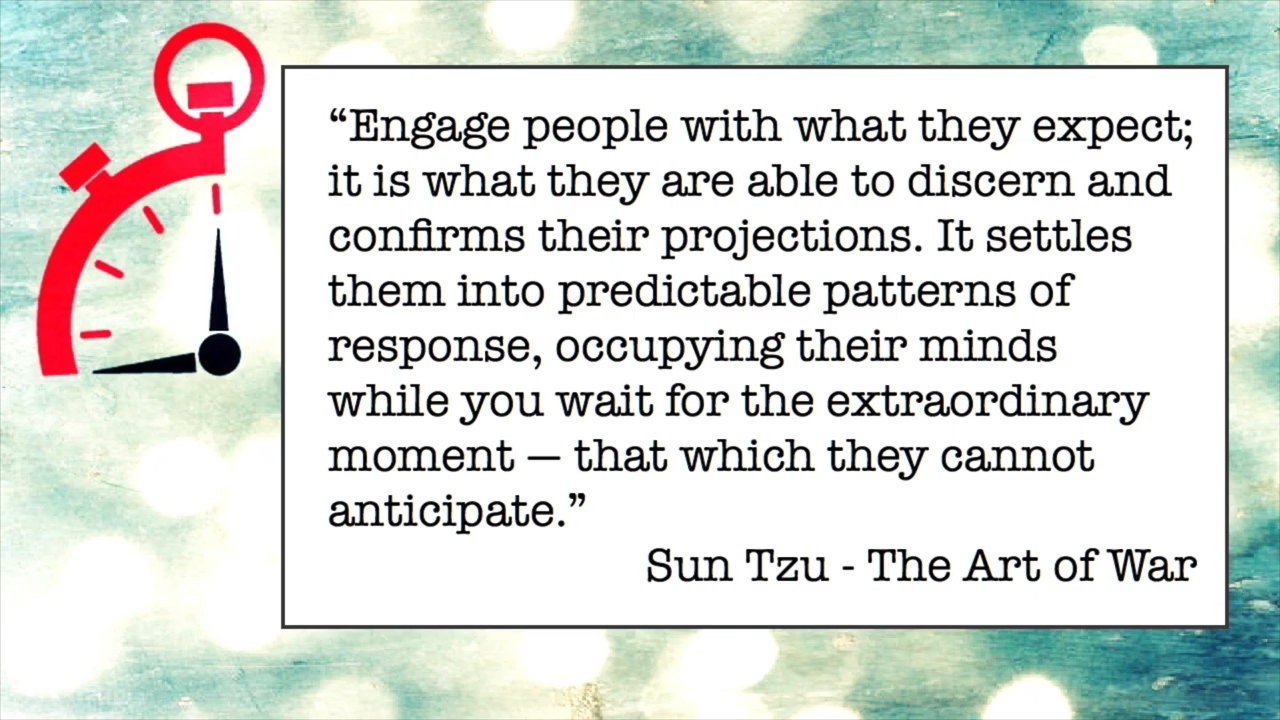 “Engage people with what they expect;
it is what they are able to discern and
confirms their projections. It settles
them into predictable patterns of
response, occupying their minds
while you wait for the extraordinary
moment — that which they cannot
anticipate.”
Sun Tzu - The Art of War